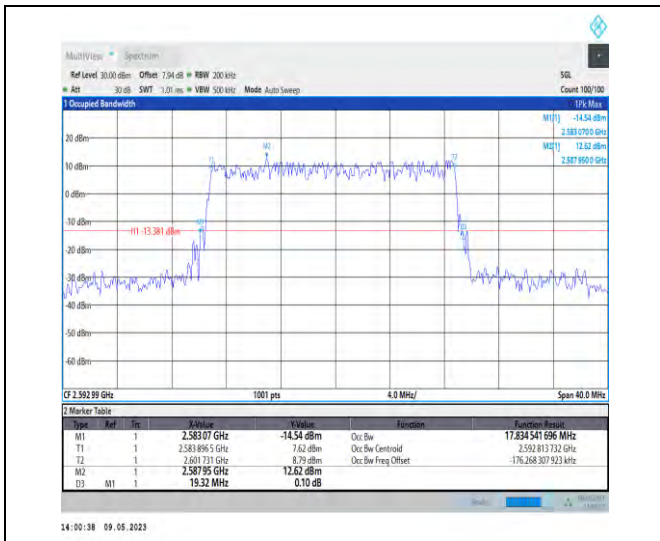 MultiView Spectrum
Ref Level 30.00 dBm Offset 7.94 dB RBW 200 kHz SGL
Att 30 dB SWT 1.01 ms VBW 500 kHz Mode Auto Sweep Count 100/100
1 Occupied Bandwidth 1Pk Max
M1[1] -14.54 dBm
2.583 070 0 GHz
20 dBm M2 M2[1] 12.62 dBm
T1 T2 2.587 950 0 GHz
10 dBm
0 dBm
-10 dBm
H1 -13.381 dBm
-20 dBm
-30 dBm
-40 dBm
-50 dBm
-60 dBm
CF 2.592 99 GHz 1001 pts 4.0 MHz/ Span 40.0 MHz
2 Marker Table
Type Ref Trc X-Value Y-Value Function Function Result
M1 1 2.583 07 GHz -14.54 dBm Occ Bw 17.834 541 696 MHz
T1 1 2.583 896 5 GHz 7.62 dBm Occ Bw Centroid 2.592 813 732 GHz
T2 1 2.601 731 GHz 8.79 dBm Occ Bw Freq Offset -176.268 307 923 kHz
M2 1 2.587 95 GHz 12.62 dBm
D3 M1 1 19.32 MHz 0.10 dB
14:00:38 09.05.2023